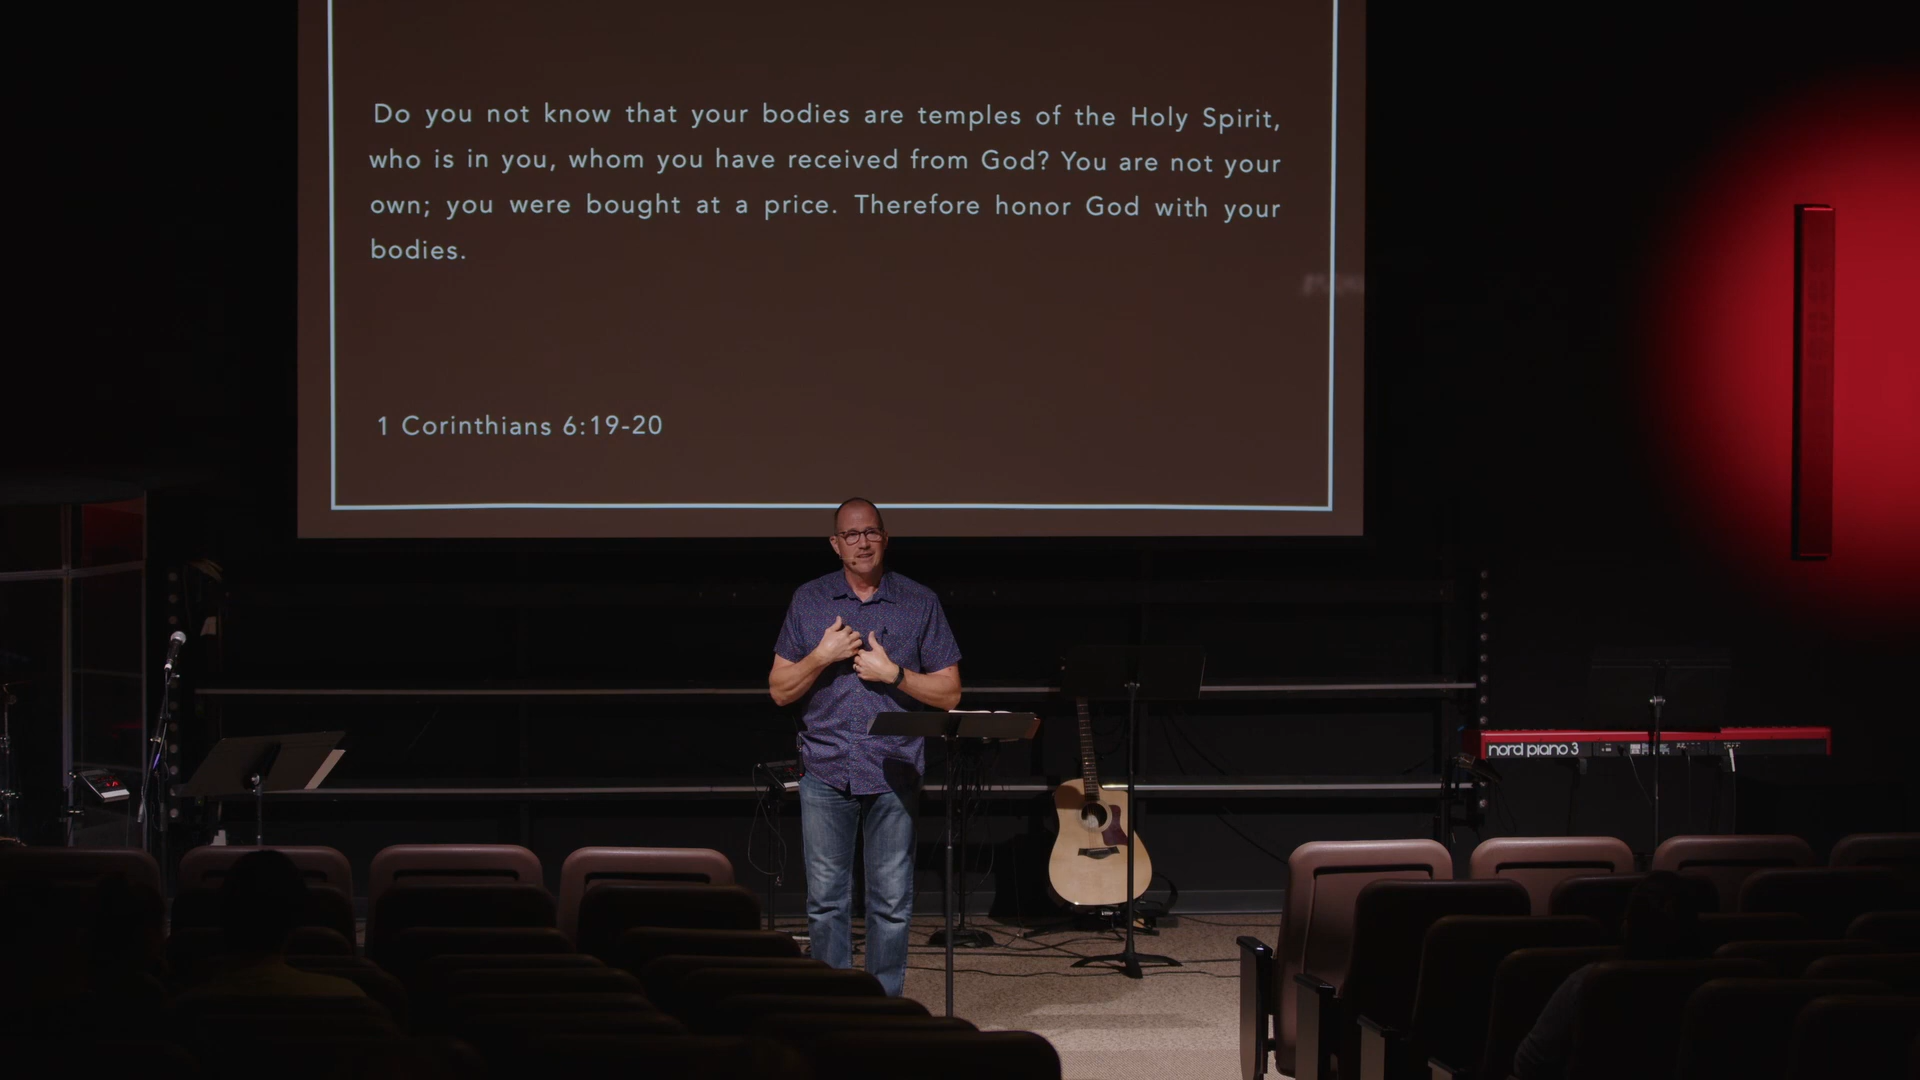 Do you not know that your bodies are temples of the Holy Spirit,
who is in you, whom you have received from God? You are not your
own; you were bought at a price. Therefore honor God with your
bodies.
1 Corinthians 6:19-20
nord piano 3